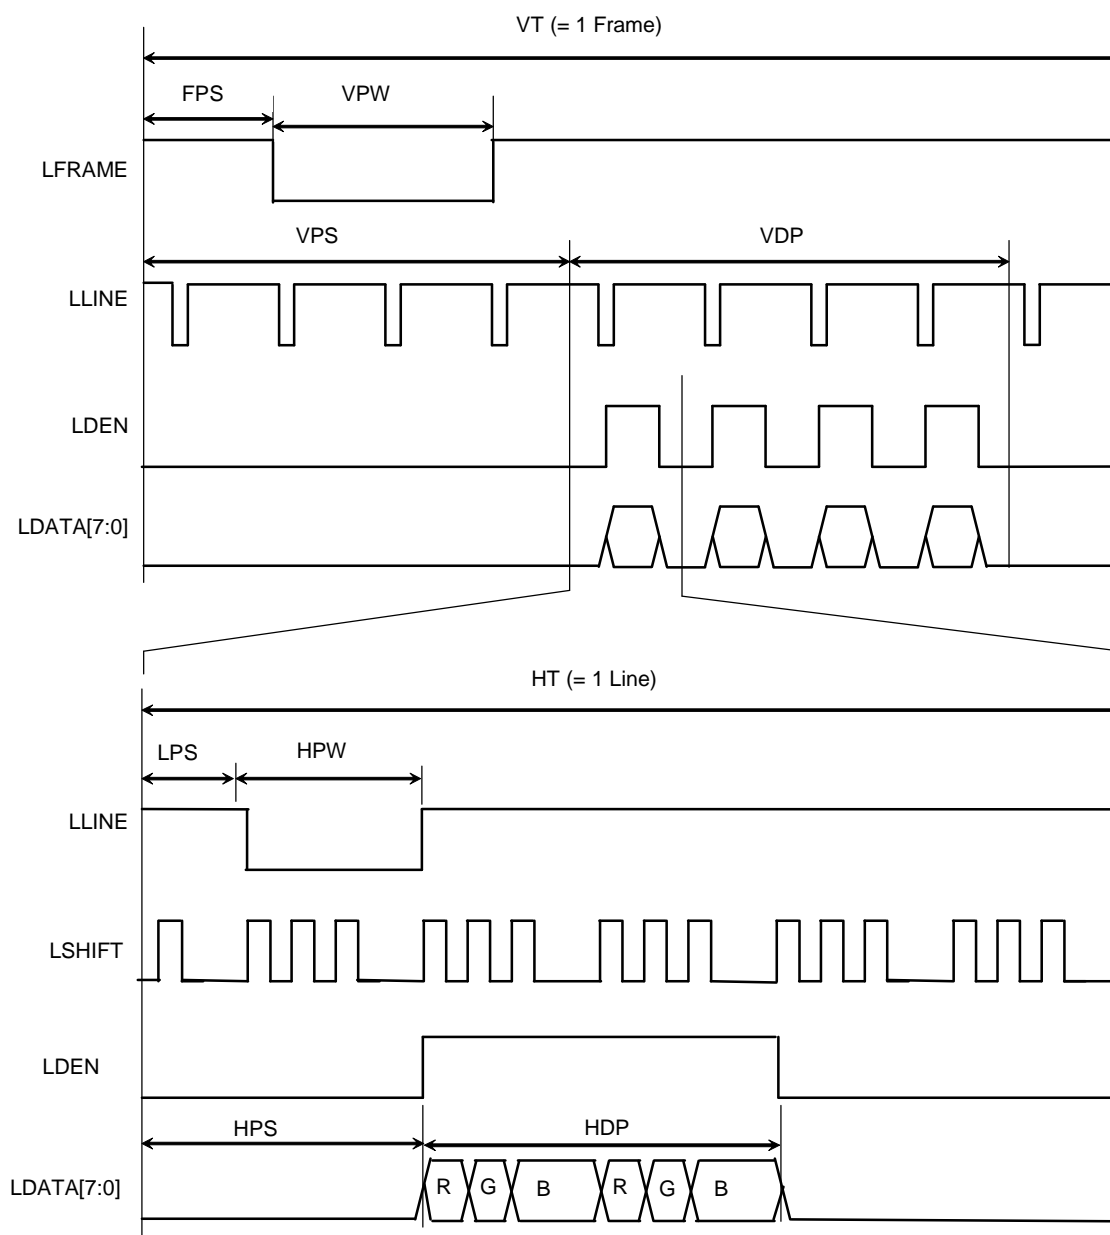 VT (= 1 Frame)
FPS
VPW
LFRAME
VPS
VDP
LLINE
LDEN
LDATA[7:0]
HT (= 1 Line)
LPS
HPW
LLINE
LSHIFT
LDEN
HPS
HDP
LDATA[7:0]
R G B R G B